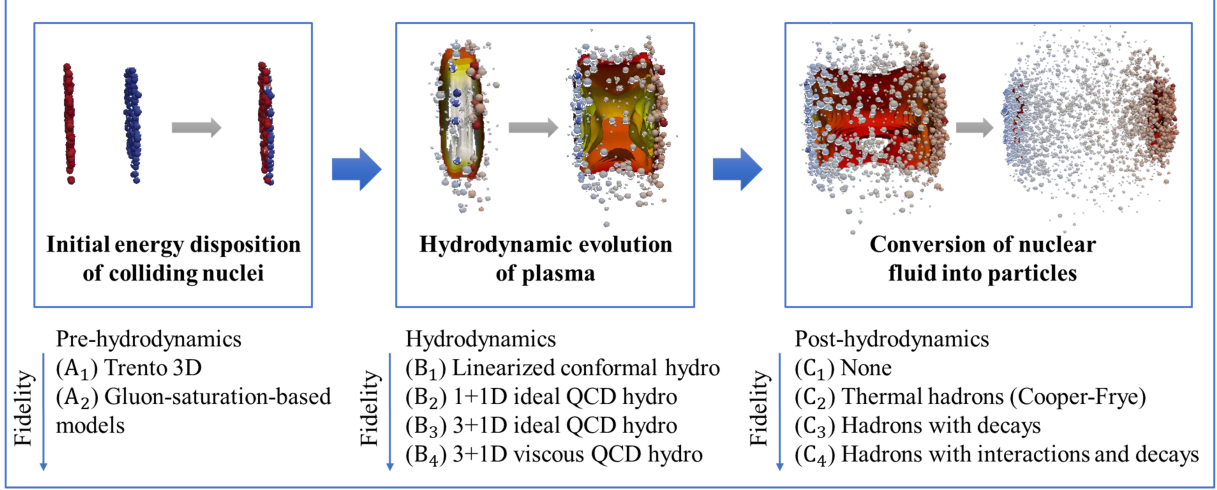 Initial energy disposition
of colliding nuclei
Hydrodynamic evolution
of plasma
Conversion of nuclear
fluid into particles
Fidelity
Pre-hydrodynamics
(A₁) Trento 3D
(A₂) Gluon-saturation-based
models
Fidelity
Hydrodynamics
(B₁) Linearized conformal hydro
(B₂) 1+1D ideal QCD hydro
(B₃) 3+1D ideal QCD hydro
(B₄) 3+1D viscous QCD hydro
Fidelity
Post-hydrodynamics
(C₁) None
(C₂) Thermal hadrons (Cooper-Frye)
(C₃) Hadrons with decays
(C₄) Hadrons with interactions and decays